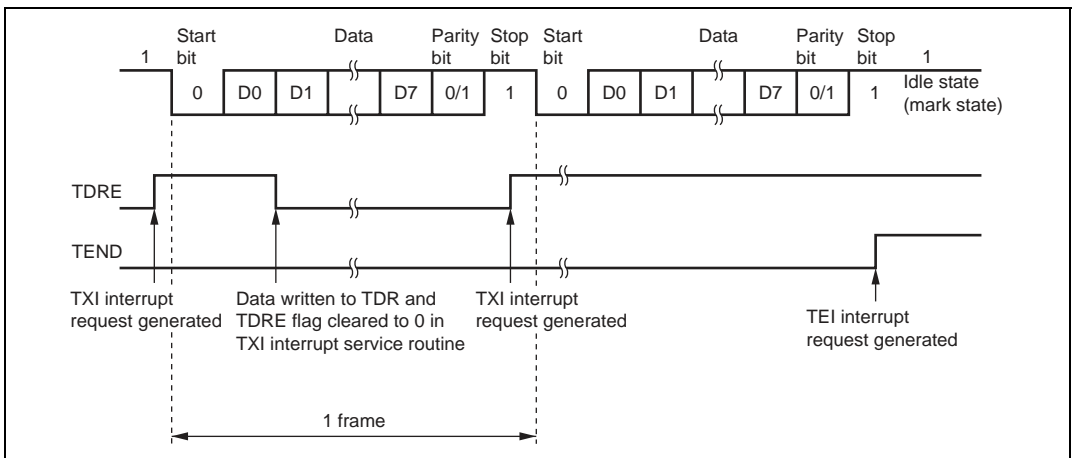 Start Data Parity Stop Start Data Parity Stop
1 bit bit bit bit bit bit 1
0 D0 D1 D7 0/1 1 0 D0 D1 D7 0/1 1 Idle state
(mark state)
TDRE
TEND
TXI interrupt
request generated
Data written to TDR and
TDRE flag cleared to 0 in
TXI interrupt service routine
TXI interrupt
request generated
TEI interrupt
request generated
1 frame